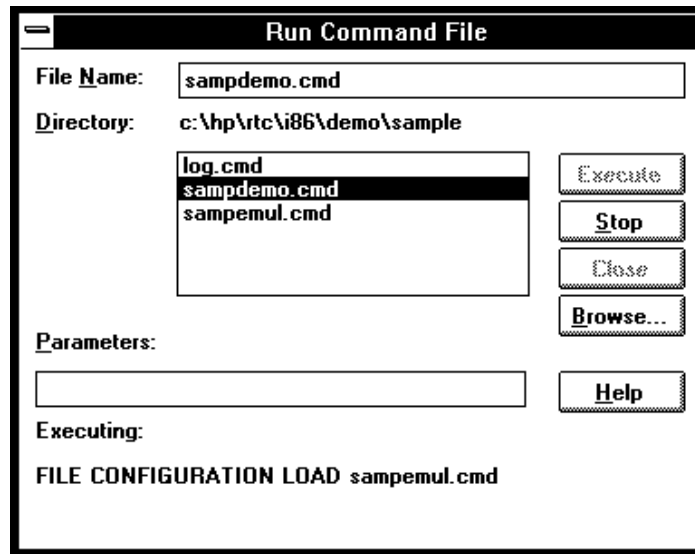 Run Command File
File Name:
sampdemo.cmd
Directory:
c:\hp\rtc\i86\demo\sample
log.cmd
sampdemo.cmd
sampemul.cmd
Execute
Stop
Close
Browse...
Parameters:
Help
Executing:
FILE CONFIGURATION LOAD sampemul.cmd